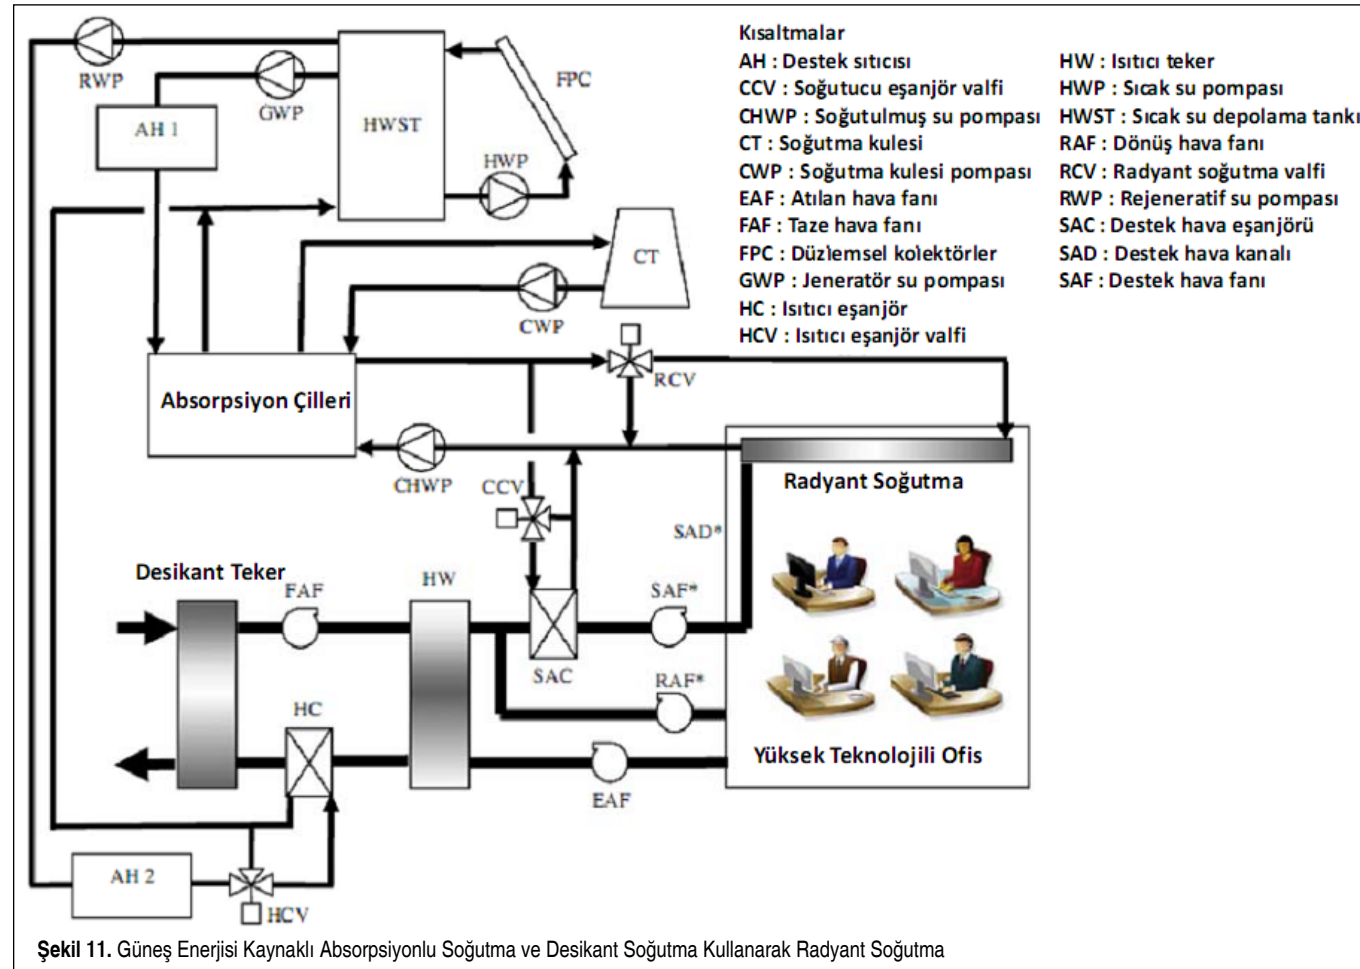 Kısaltmalar
AH : Destek sıtıcısı
CCV : Soğutucu eşanjör valfi
CHWP : Soğutulmuş su pompası
CT : Soğutma kulesi
CWP : Soğutma kulesi pompası
EAF : Atılan hava fanı
FAF : Taze hava fanı
FPC : Düzlemsel kolektörler
GWP : Jeneratör su pompası
HC : Isıtıcı eşanjör
HCV : Isıtıcı eşanjör valfi
HW : Isıtıcı teker
HWP : Sıcak su pompası
HWST : Sıcak su depolama tankı
RAF : Dönüş hava fanı
RCV : Radyant soğutma valfi
RWP : Rejeneratif su pompası
SAC : Destek hava eşanjörü
SAD : Destek hava kanalı
SAF : Destek hava fanı
RWP
GWP
FPC
AH 1
HWST
HWP
CT
CWP
RCV
Absorpsiyon Çilleri
CHWP
CCV
Radyant Soğutma
SAD*
Desikant Teker
FAF
HW
SAF*
SAC
RAF*
HC
Yüksek Teknolojili Ofis
EAF
AH 2
HCV
Şekil 11. Güneş Enerjisi Kaynaklı Absorpsiyonlu Soğutma ve Desikant Soğutma Kullanarak Radyant Soğutma